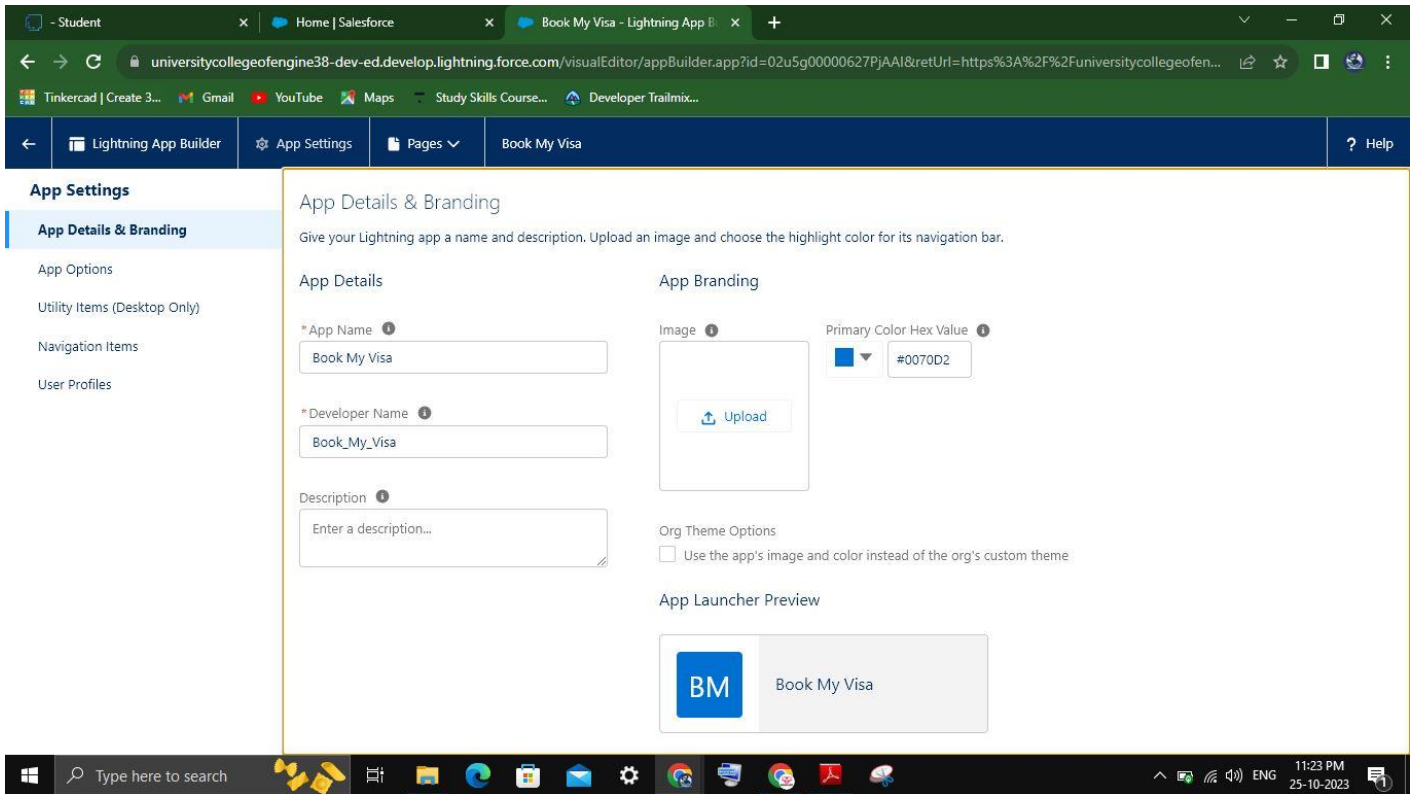 - Student
Home | Salesforce
Book My Visa - Lightning App B
universitycollegeofengine38-dev-ed.develop.lightning.force.com/visualEditor/appBuilder.app?id=02u5g00000627PjAAI&retUrl=https%3A%2F%2Funiversitycollegeofen...
Tinkercad | Create 3... Gmail YouTube Maps Study Skills Course... Developer Trailmix...
Lightning App Builder App Settings Pages Book My Visa ? Help
App Settings
App Details & Branding
App Options
Utility Items (Desktop Only)
Navigation Items
User Profiles
App Details & Branding
Give your Lightning app a name and description. Upload an image and choose the highlight color for its navigation bar.
App Details
*App Name
Book My Visa
*Developer Name
Book_My_Visa
Description
Enter a description...
App Branding
Image
Upload
Primary Color Hex Value
#0070D2
Org Theme Options
Use the app's image and color instead of the org's custom theme
App Launcher Preview
BM Book My Visa
Type here to search
ENG
11:23 PM
25-10-2023
1